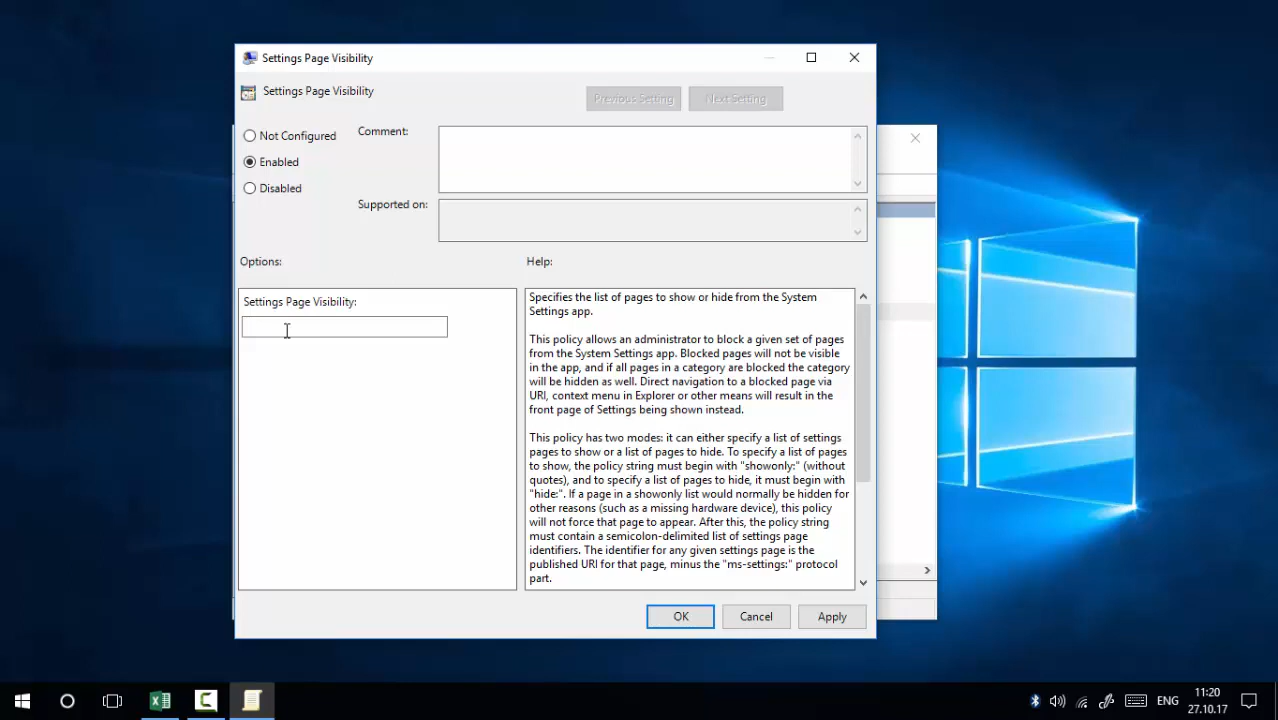 Settings Page Visibility
Settings Page Visibility
Previous Setting
Next Setting
Not Configured
Enabled
Disabled
Comment:
Supported on:
Options:
Help:
Settings Page Visibility:
Specifies the list of pages to show or hide from the System
Settings app.
This policy allows an administrator to block a given set of pages
from the System Settings app. Blocked pages will not be visible
in the app, and if all pages in a category are blocked the category
will be hidden as well. Direct navigation to a blocked page via
URI, context menu in Explorer or other means will result in the
front page of Settings being shown instead.
This policy has two modes: it can either specify a list of settings
pages to show or a list of pages to hide. To specify a list of pages
to show, the policy string must begin with "showonly:" (without
quotes), and to specify a list of pages to hide, it must begin with
"hide:". If a page in a showonly list would normally be hidden for
other reasons (such as a missing hardware device), this policy
will not force that page to appear. After this, the policy string
must contain a semicolon-delimited list of settings page
identifiers. The identifier for any given settings page is the
published URI for that page, minus the "ms-settings:" protocol
part.
OK
Cancel
Apply
ENG
11:20
27.10.17